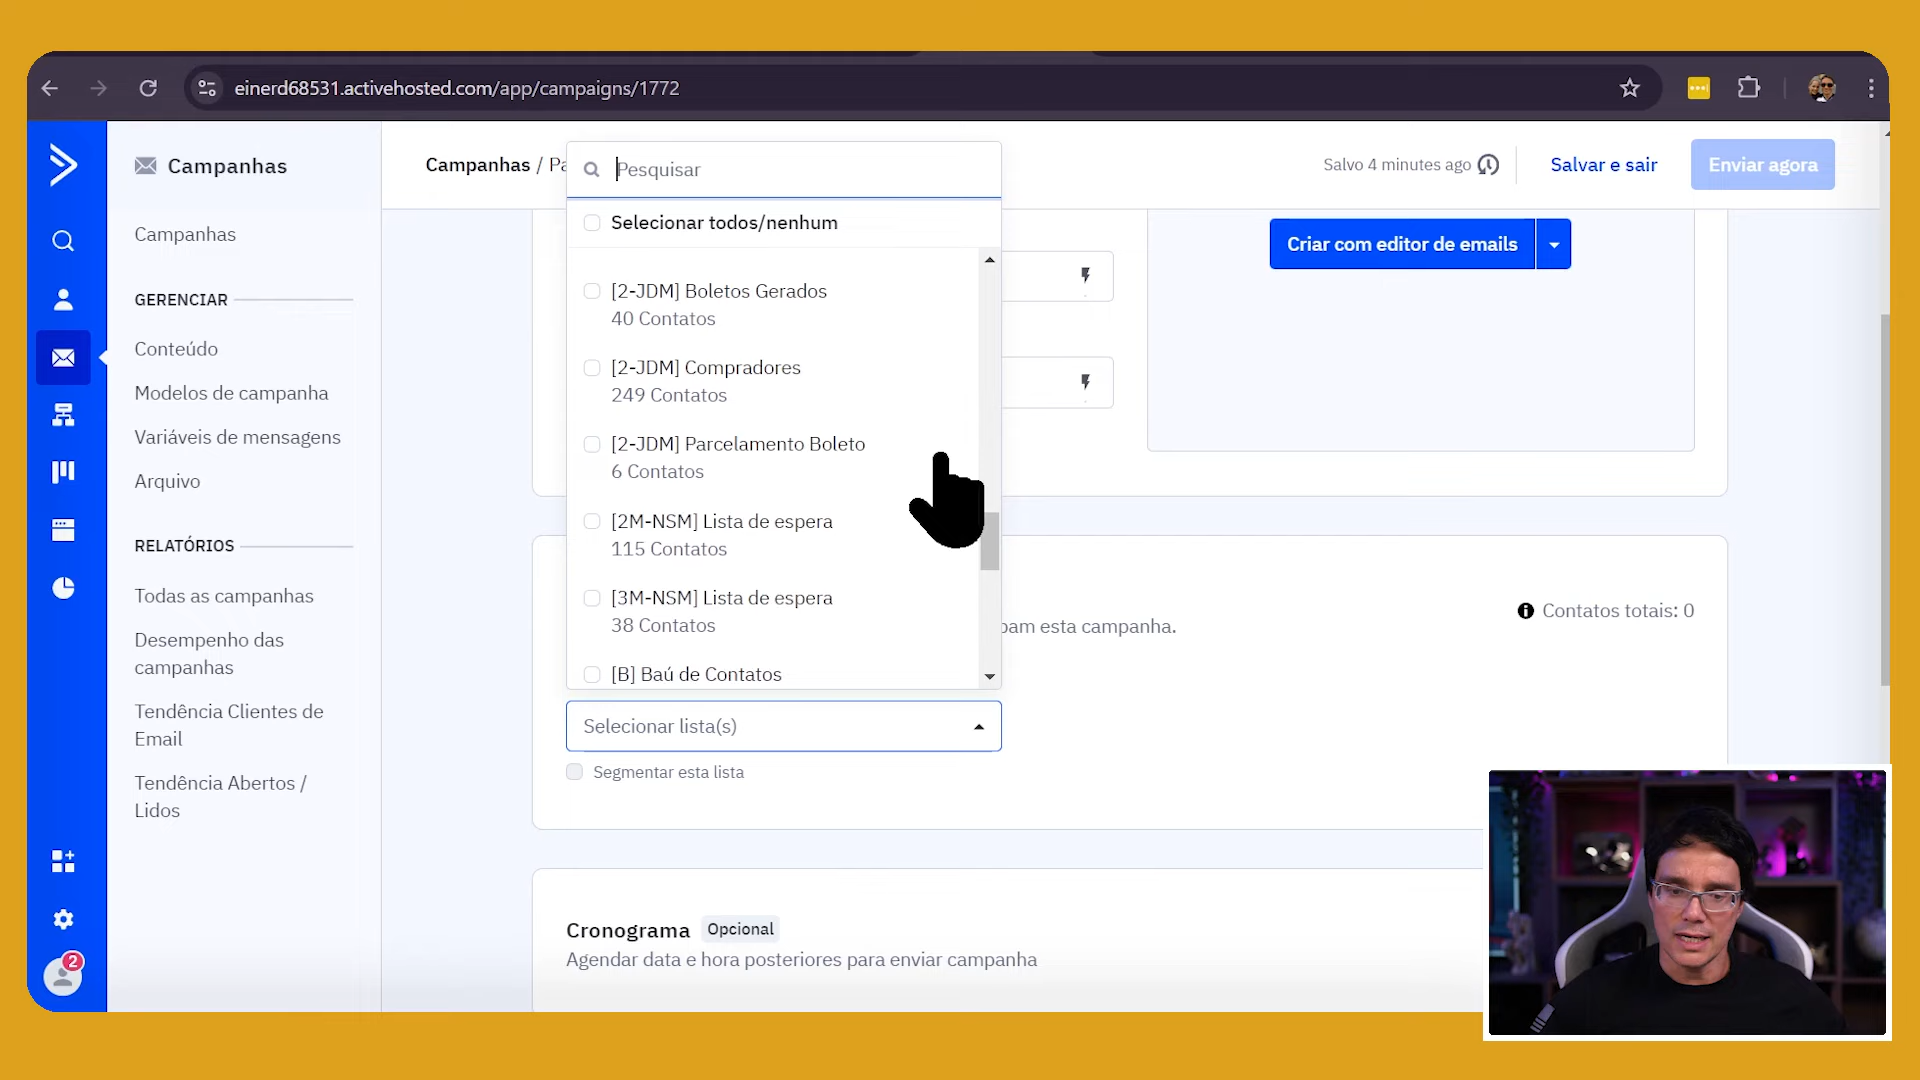 einerd68531.activehosted.com/app/campaigns/1772
Campanhas
Campanhas
GERENCIAR
Conteúdo
Modelos de campanha
Variáveis de mensagens
Arquivo
RELATÓRIOS
Todas as campanhas
Desempenho das
campanhas
Tendência Clientes de
Email
Tendência Abertos /
Lidos
2
Campanhas / Pa
Salvo 4 minutes ago
Salvar e sair
Enviar agora
Pesquisar
Selecionar todos/nenhum
[2-JDM] Boletos Gerados
40 Contatos
[2-JDM] Compradores
249 Contatos
[2-JDM] Parcelamento Boleto
6 Contatos
[2M-NSM] Lista de espera
115 Contatos
[3M-NSM] Lista de espera
38 Contatos
[B] Baú de Contatos
Criar com editor de emails
pam esta campanha.
Contatos totais: 0
Selecionar lista(s)
Segmentar esta lista
Cronograma Opcional
Agendar data e hora posteriores para enviar campanha